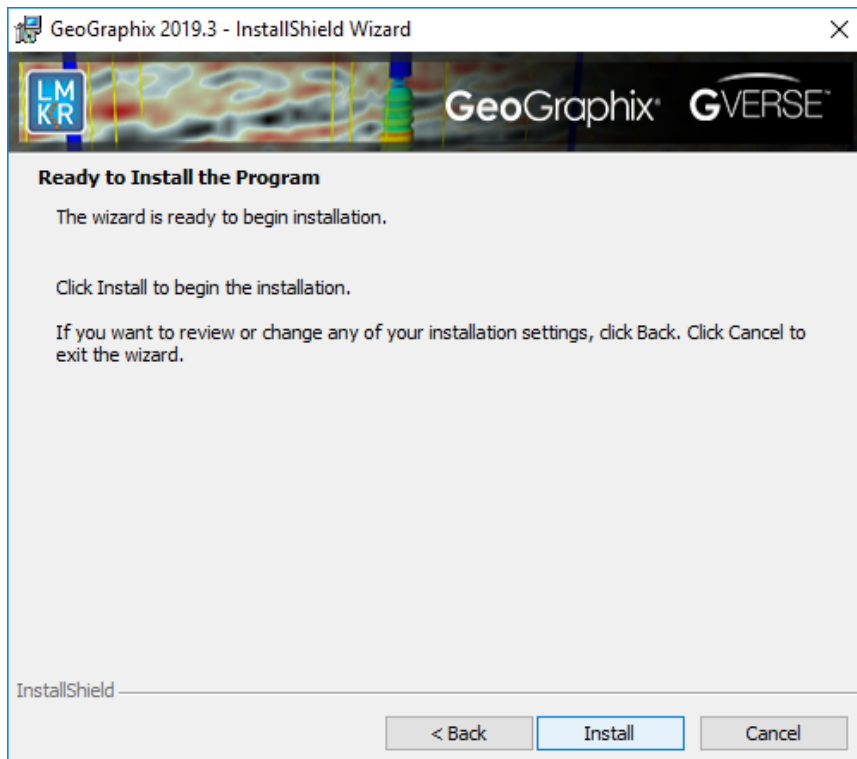 GeoGraphix 2019.3 - InstallShield Wizard
LM
KR
GeoGraphix® GVERSE™
Ready to Install the Program
The wizard is ready to begin installation.
Click Install to begin the installation.
If you want to review or change any of your installation settings, click Back. Click Cancel to
exit the wizard.
InstallShield
< Back Install Cancel